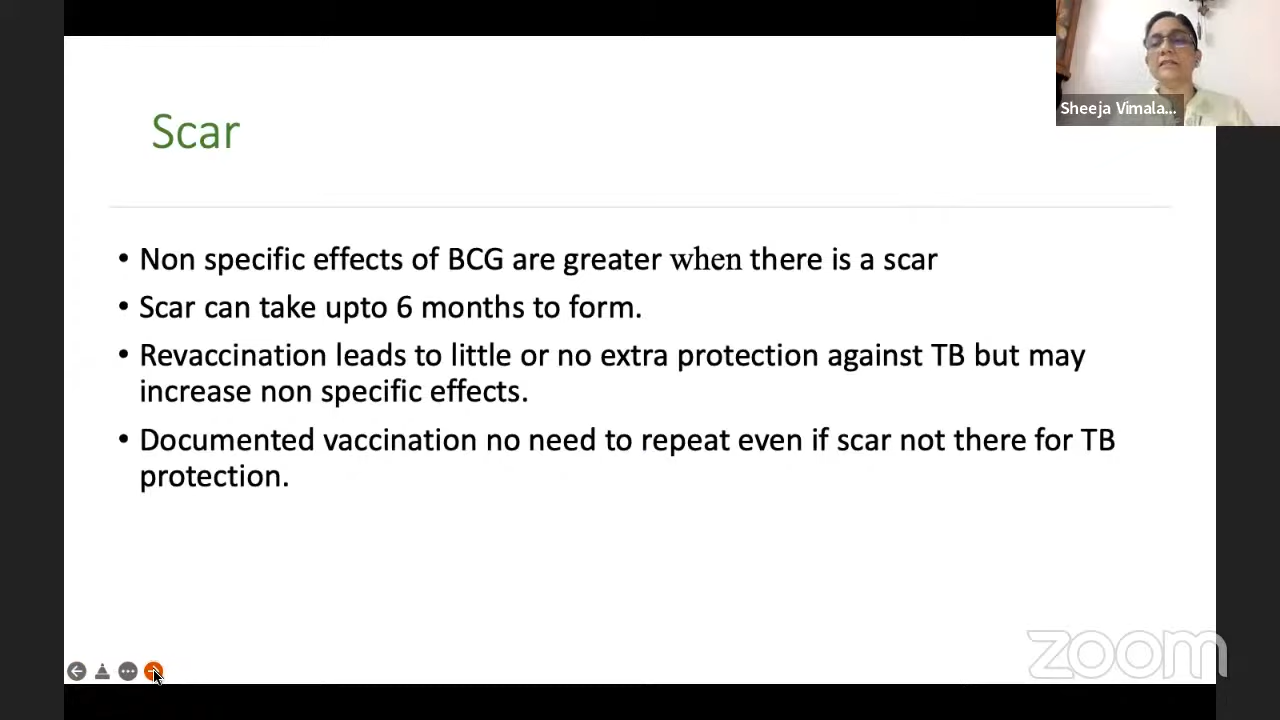 Sheeja Vimala...
Scar
• Non specific effects of BCG are greater when there is a scar
• Scar can take upto 6 months to form.
• Revaccination leads to little or no extra protection against TB but may
increase non specific effects.
• Documented vaccination no need to repeat even if scar not there for TB
protection.
zoom